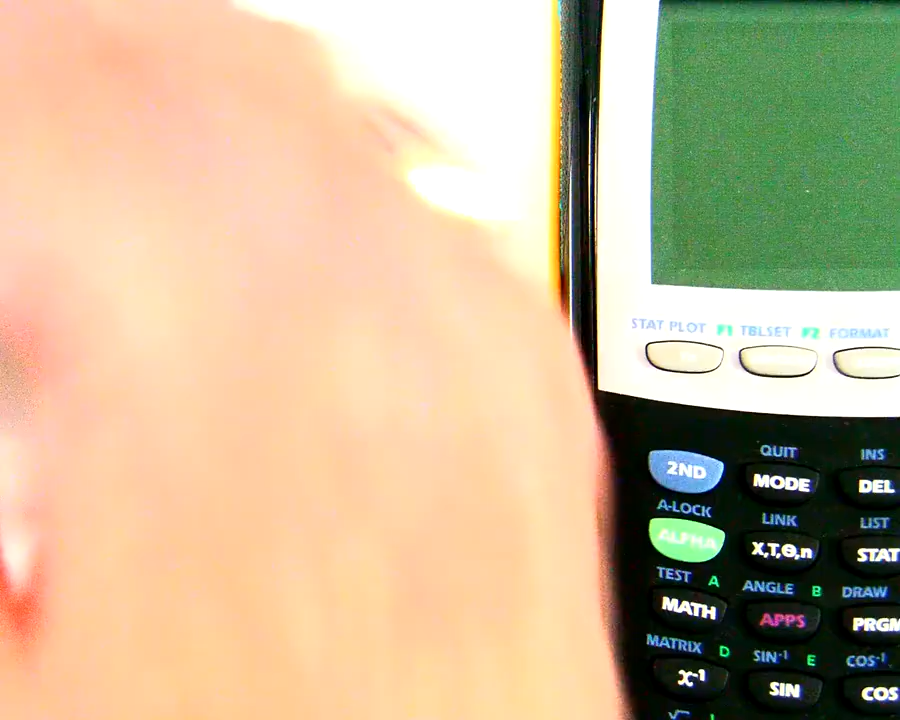 STAT PLOT F1 TBLSET F2 FORMAT
QUIT INS
2ND MODE DEL
A-LOCK LINK LIST
ALPHA X,T,Θ,n STAT
TEST A ANGLE B DRAW
MATH APPS PRGM
MATRIX D SIN⁻¹ E COS⁻¹
x⁻¹ SIN COS